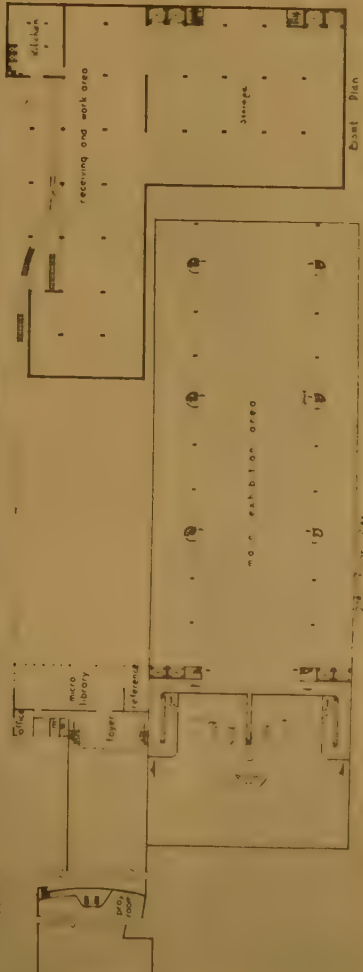 Kitchen
receiving and work area
storage
Boat Plan
main exhibition area
office
micro
library
reference
foyer
proj.
room